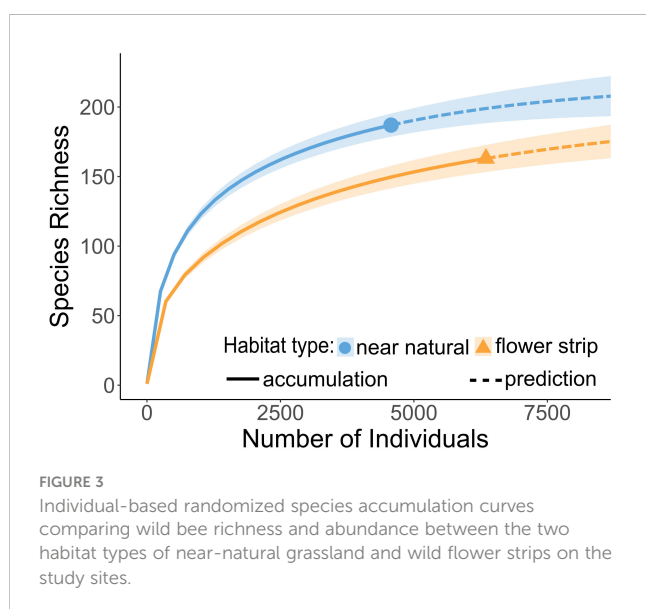 Species Richness
200
150
100
50
0
Habitat type: near natural flower strip
accumulation prediction
0 2500 5000 7500
Number of Individuals
FIGURE 3
Individual-based randomized species accumulation curves
comparing wild bee richness and abundance between the two
habitat types of near-natural grassland and wild flower strips on the
study sites.